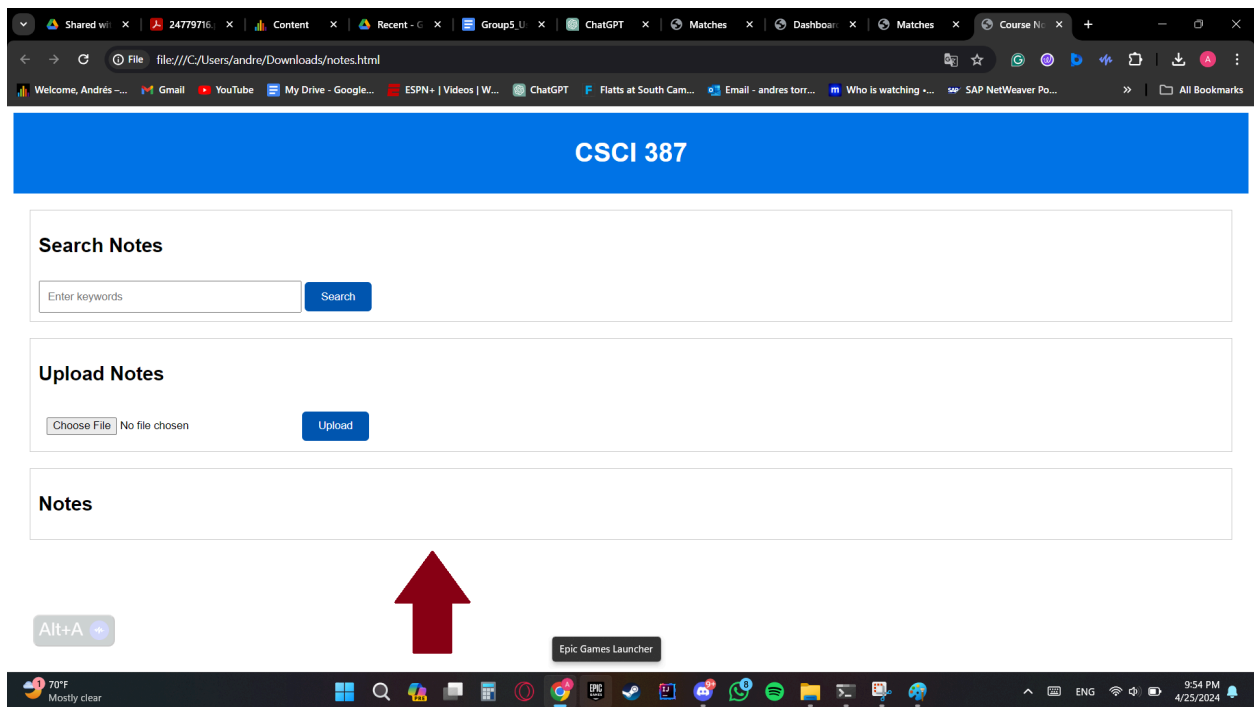 Shared wit
24779716.
Content
Recent - G
Group5_U
ChatGPT
Matches
Dashboar
Matches
Course No
File
file:///C:/Users/andre/Downloads/notes.html
Welcome, Andrés –...
Gmail
YouTube
My Drive - Google...
ESPN+ | Videos | W...
ChatGPT
Flatts at South Cam...
Email - andres torr...
Who is watching •...
SAP NetWeaver Po...
All Bookmarks
CSCI 387
Search Notes
Enter keywords
Search
Upload Notes
Choose File No file chosen
Upload
Notes
Alt+A
Epic Games Launcher
70°F
Mostly clear
ENG
9:54 PM
4/25/2024